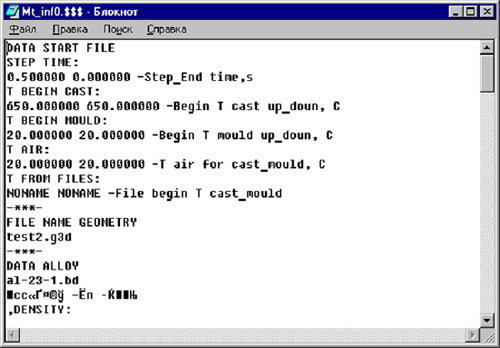 Mt_inf0.$$$ - Блокнот
Файл Правка Поиск Справка
DATA START FILE
STEP TIME:
0.500000 0.000000 -Step_End time,s
T BEGIN CAST:
650.000000 650.000000 -Begin T cast up_doun, C
T BEGIN MOULD:
20.000000 20.000000 -Begin T mould up_doun, C
T AIR:
20.000000 20.000000 -T air for cast_mould, C
T FROM FILES:
NONAME NONAME -File begin T cast_mould
-***-
FILE NAME GEOMETRY
test2.g3d
-***-
DATA ALLOY
al-23-1.bd
,DENSITY: